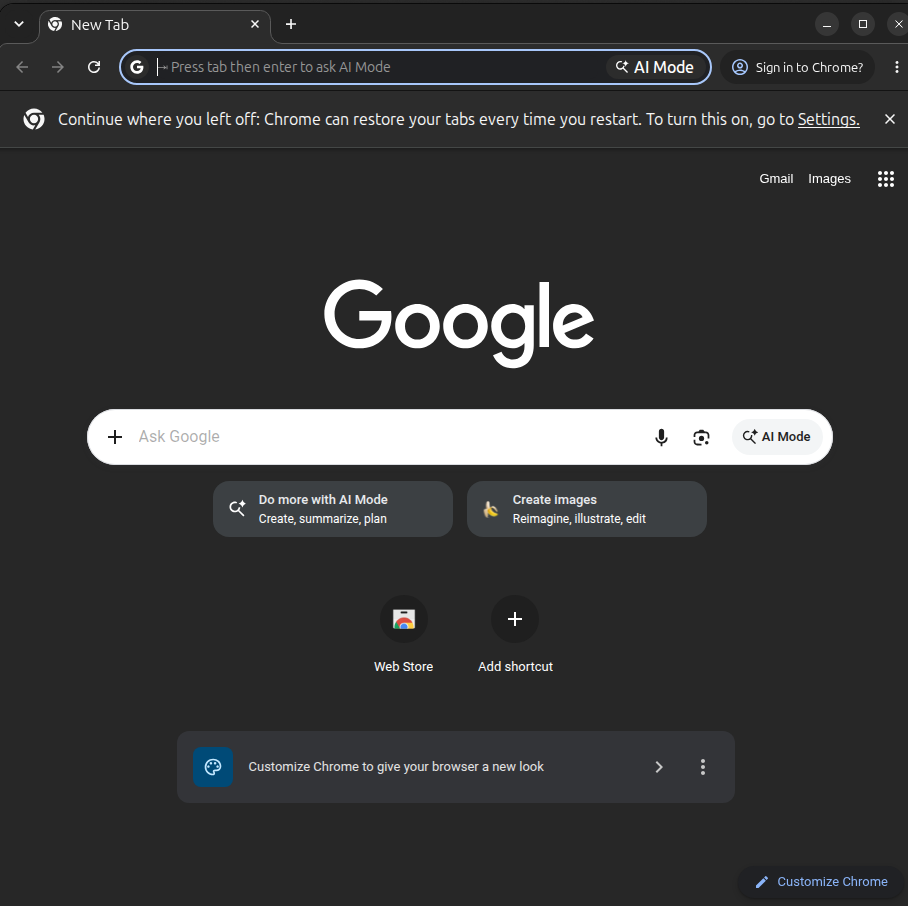 New Tab
Press tab then enter to ask AI Mode
AI Mode
Sign in to Chrome?
Continue where you left off: Chrome can restore your tabs every time you restart. To turn this on, go to Settings.
Gmail
Images
Google
Ask Google
AI Mode
Do more with AI Mode
Create, summarize, plan
Create images
Reimagine, illustrate, edit
Web Store
Add shortcut
Customize Chrome to give your browser a new look
Customize Chrome